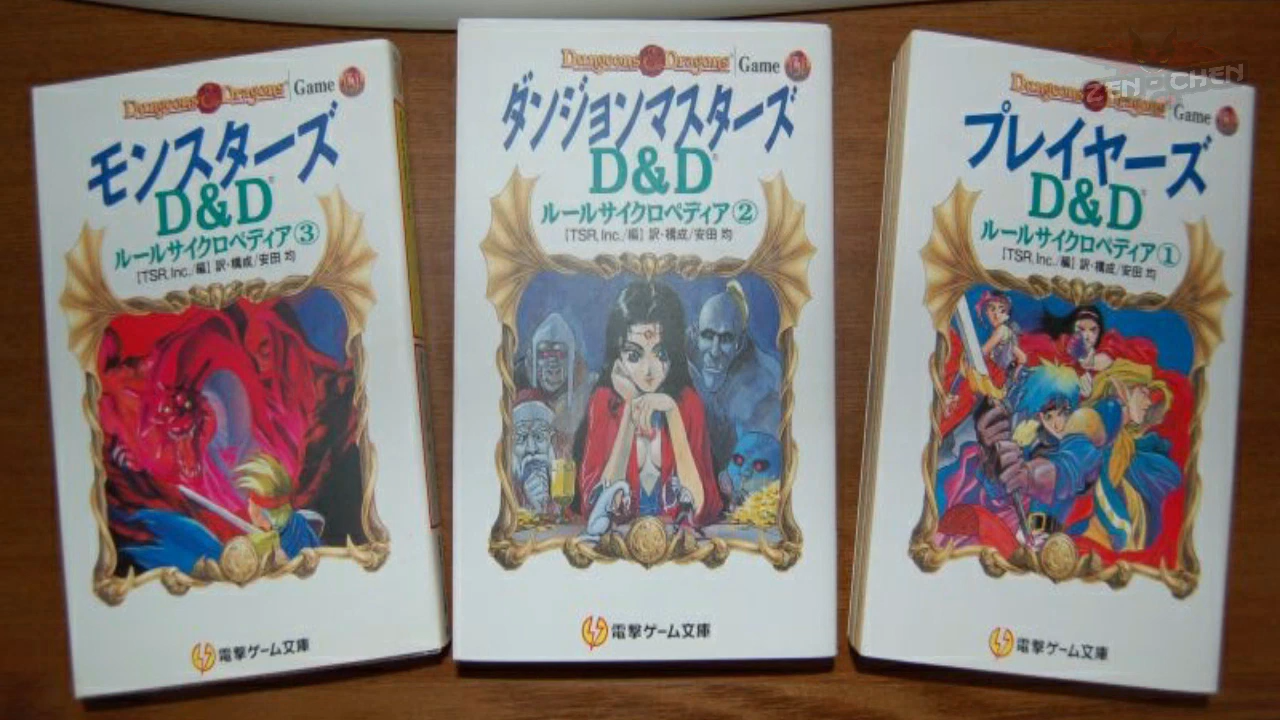 Dungeons & Dragons® Game
モンスターズ
D&D®
ルールサイクロペディア③
[TSR, Inc./編] 訳・構成/安田 均
電撃ゲーム文庫
Dungeons & Dragons® Game
ダンジョンマスターズ
D&D®
ルールサイクロペディア②
[TSR, Inc./編] 訳・構成/安田 均
電撃ゲーム文庫
Dungeons & Dragons® Game
プレイヤーズ
D&D®
ルールサイクロペディア①
[TSR, Inc./編] 訳・構成/安田 均
電撃ゲーム文庫
ZEN-CHEN